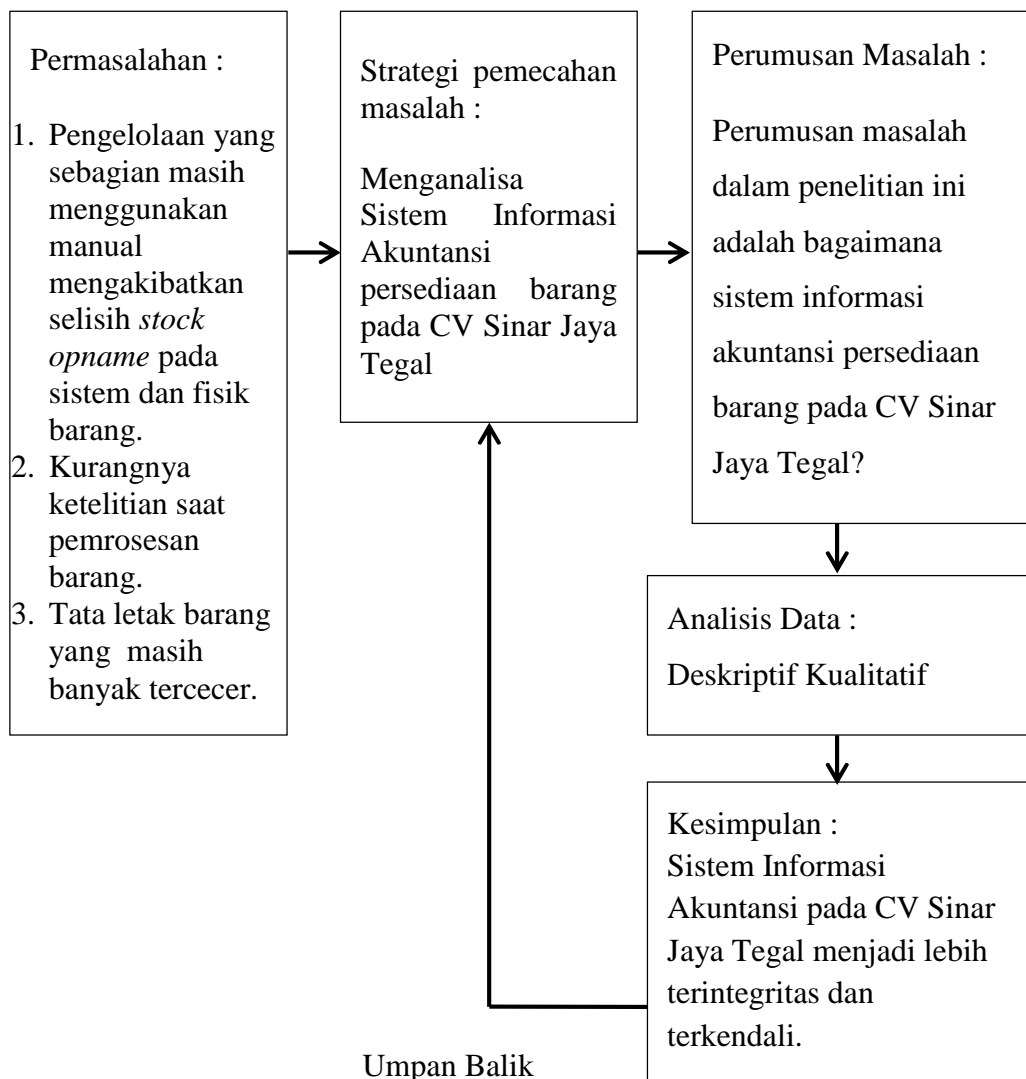 Permasalahan :
1. Pengelolaan yang
sebagian masih
menggunakan
manual
mengakibatkan
selisih stock
opname pada
sistem dan fisik
barang.
2. Kurangnya
ketelitian saat
pemrosesan
barang.
3. Tata letak barang
yang masih
banyak tercecer.
Strategi pemecahan
masalah :
Menganalisa
Sistem Informasi
Akuntansi
persediaan barang
pada CV Sinar Jaya
Tegal
Perumusan Masalah :
Perumusan masalah
dalam penelitian ini
adalah bagaimana
sistem informasi
akuntansi persediaan
barang pada CV Sinar
Jaya Tegal?
Analisis Data :
Deskriptif Kualitatif
Kesimpulan :
Sistem Informasi
Akuntansi pada CV Sinar
Jaya Tegal menjadi lebih
terintegritas dan
terkendali.
Umpan Balik